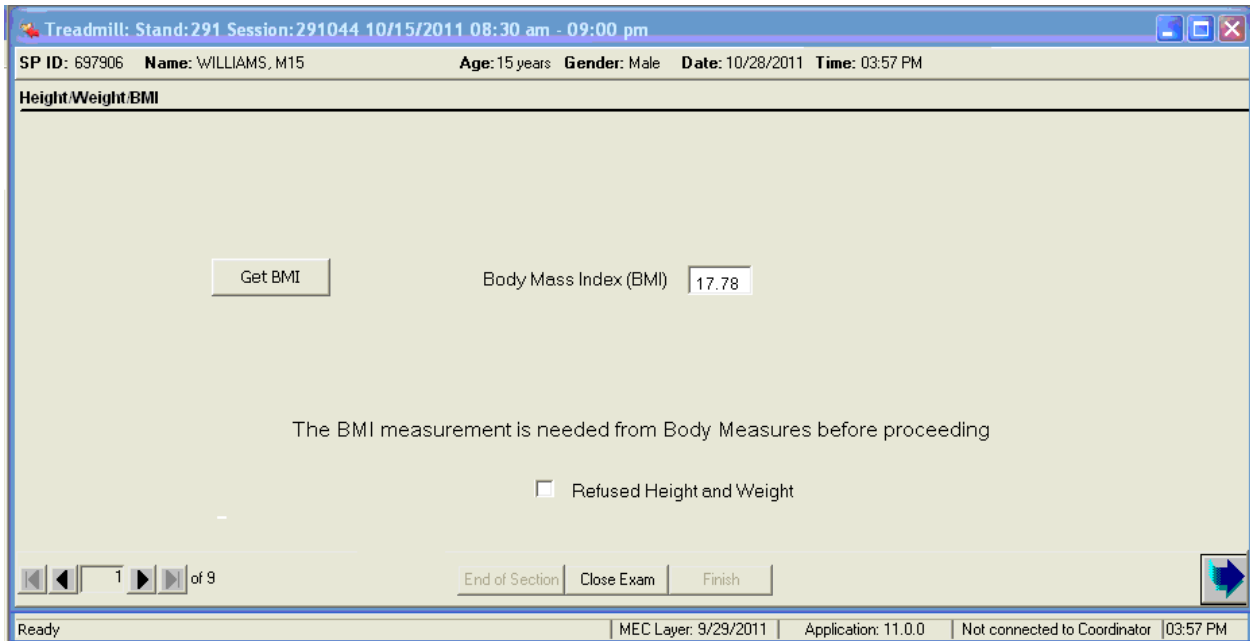 Treadmill: Stand:291 Session:291044 10/15/2011 08:30 am - 09:00 pm
SP ID: 697906 Name: WILLIAMS, M15 Age: 15 years Gender: Male Date: 10/28/2011 Time: 03:57 PM
Height/Weight/BMI
Get BMI Body Mass Index (BMI) 17.78
The BMI measurement is needed from Body Measures before proceeding
Refused Height and Weight
1 of 9 End of Section Close Exam Finish
Ready MEC Layer: 9/29/2011 Application: 11.0.0 Not connected to Coordinator 03:57 PM